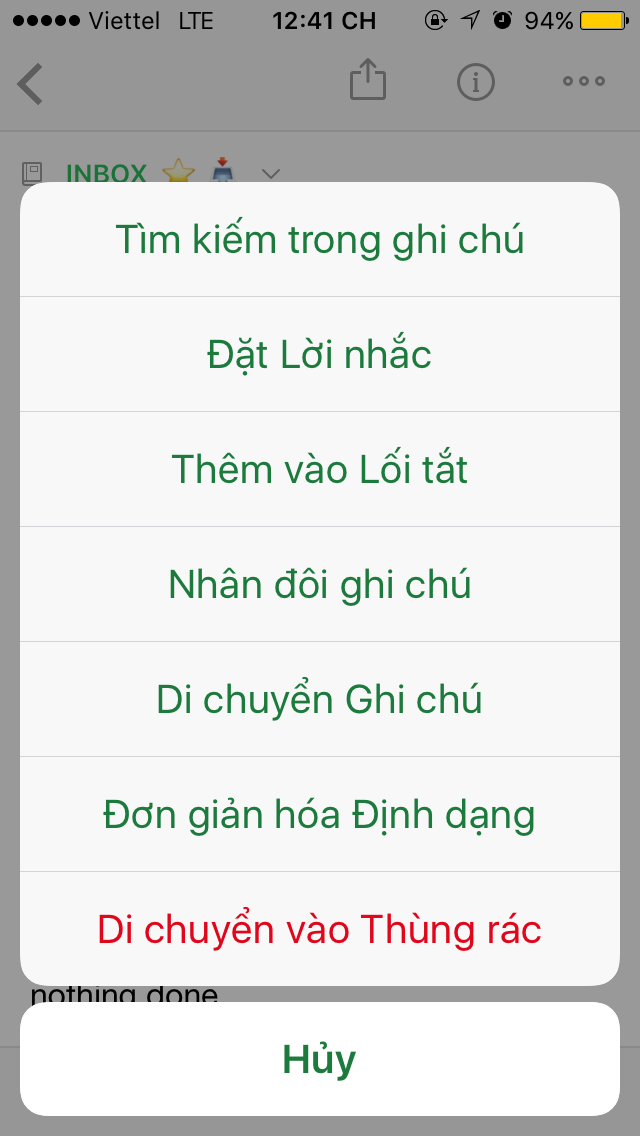 Viettel LTE 12:41 CH 94%
INBOX
Tìm kiếm trong ghi chú
Đặt Lời nhắc
Thêm vào Lối tắt
Nhân đôi ghi chú
Di chuyển Ghi chú
Đơn giản hóa Định dạng
Di chuyển vào Thùng rác
nothing done
Hủy